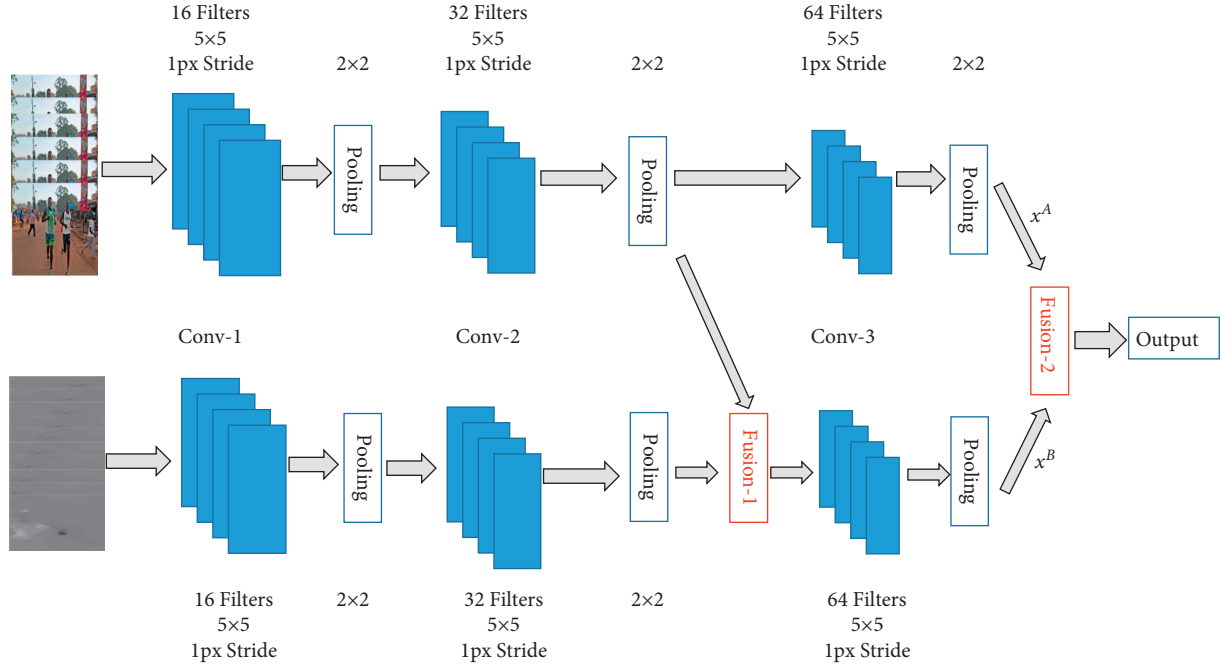 16 Filters
5×5
1px Stride
2×2
32 Filters
5×5
1px Stride
2×2
64 Filters
5×5
1px Stride
2×2
Pooling
Pooling
Pooling
x^A
Conv-1
Conv-2
Conv-3
Fusion-2
Output
Pooling
Pooling
Fusion-1
Pooling
x^B
16 Filters
5×5
1px Stride
2×2
32 Filters
5×5
1px Stride
2×2
64 Filters
5×5
1px Stride